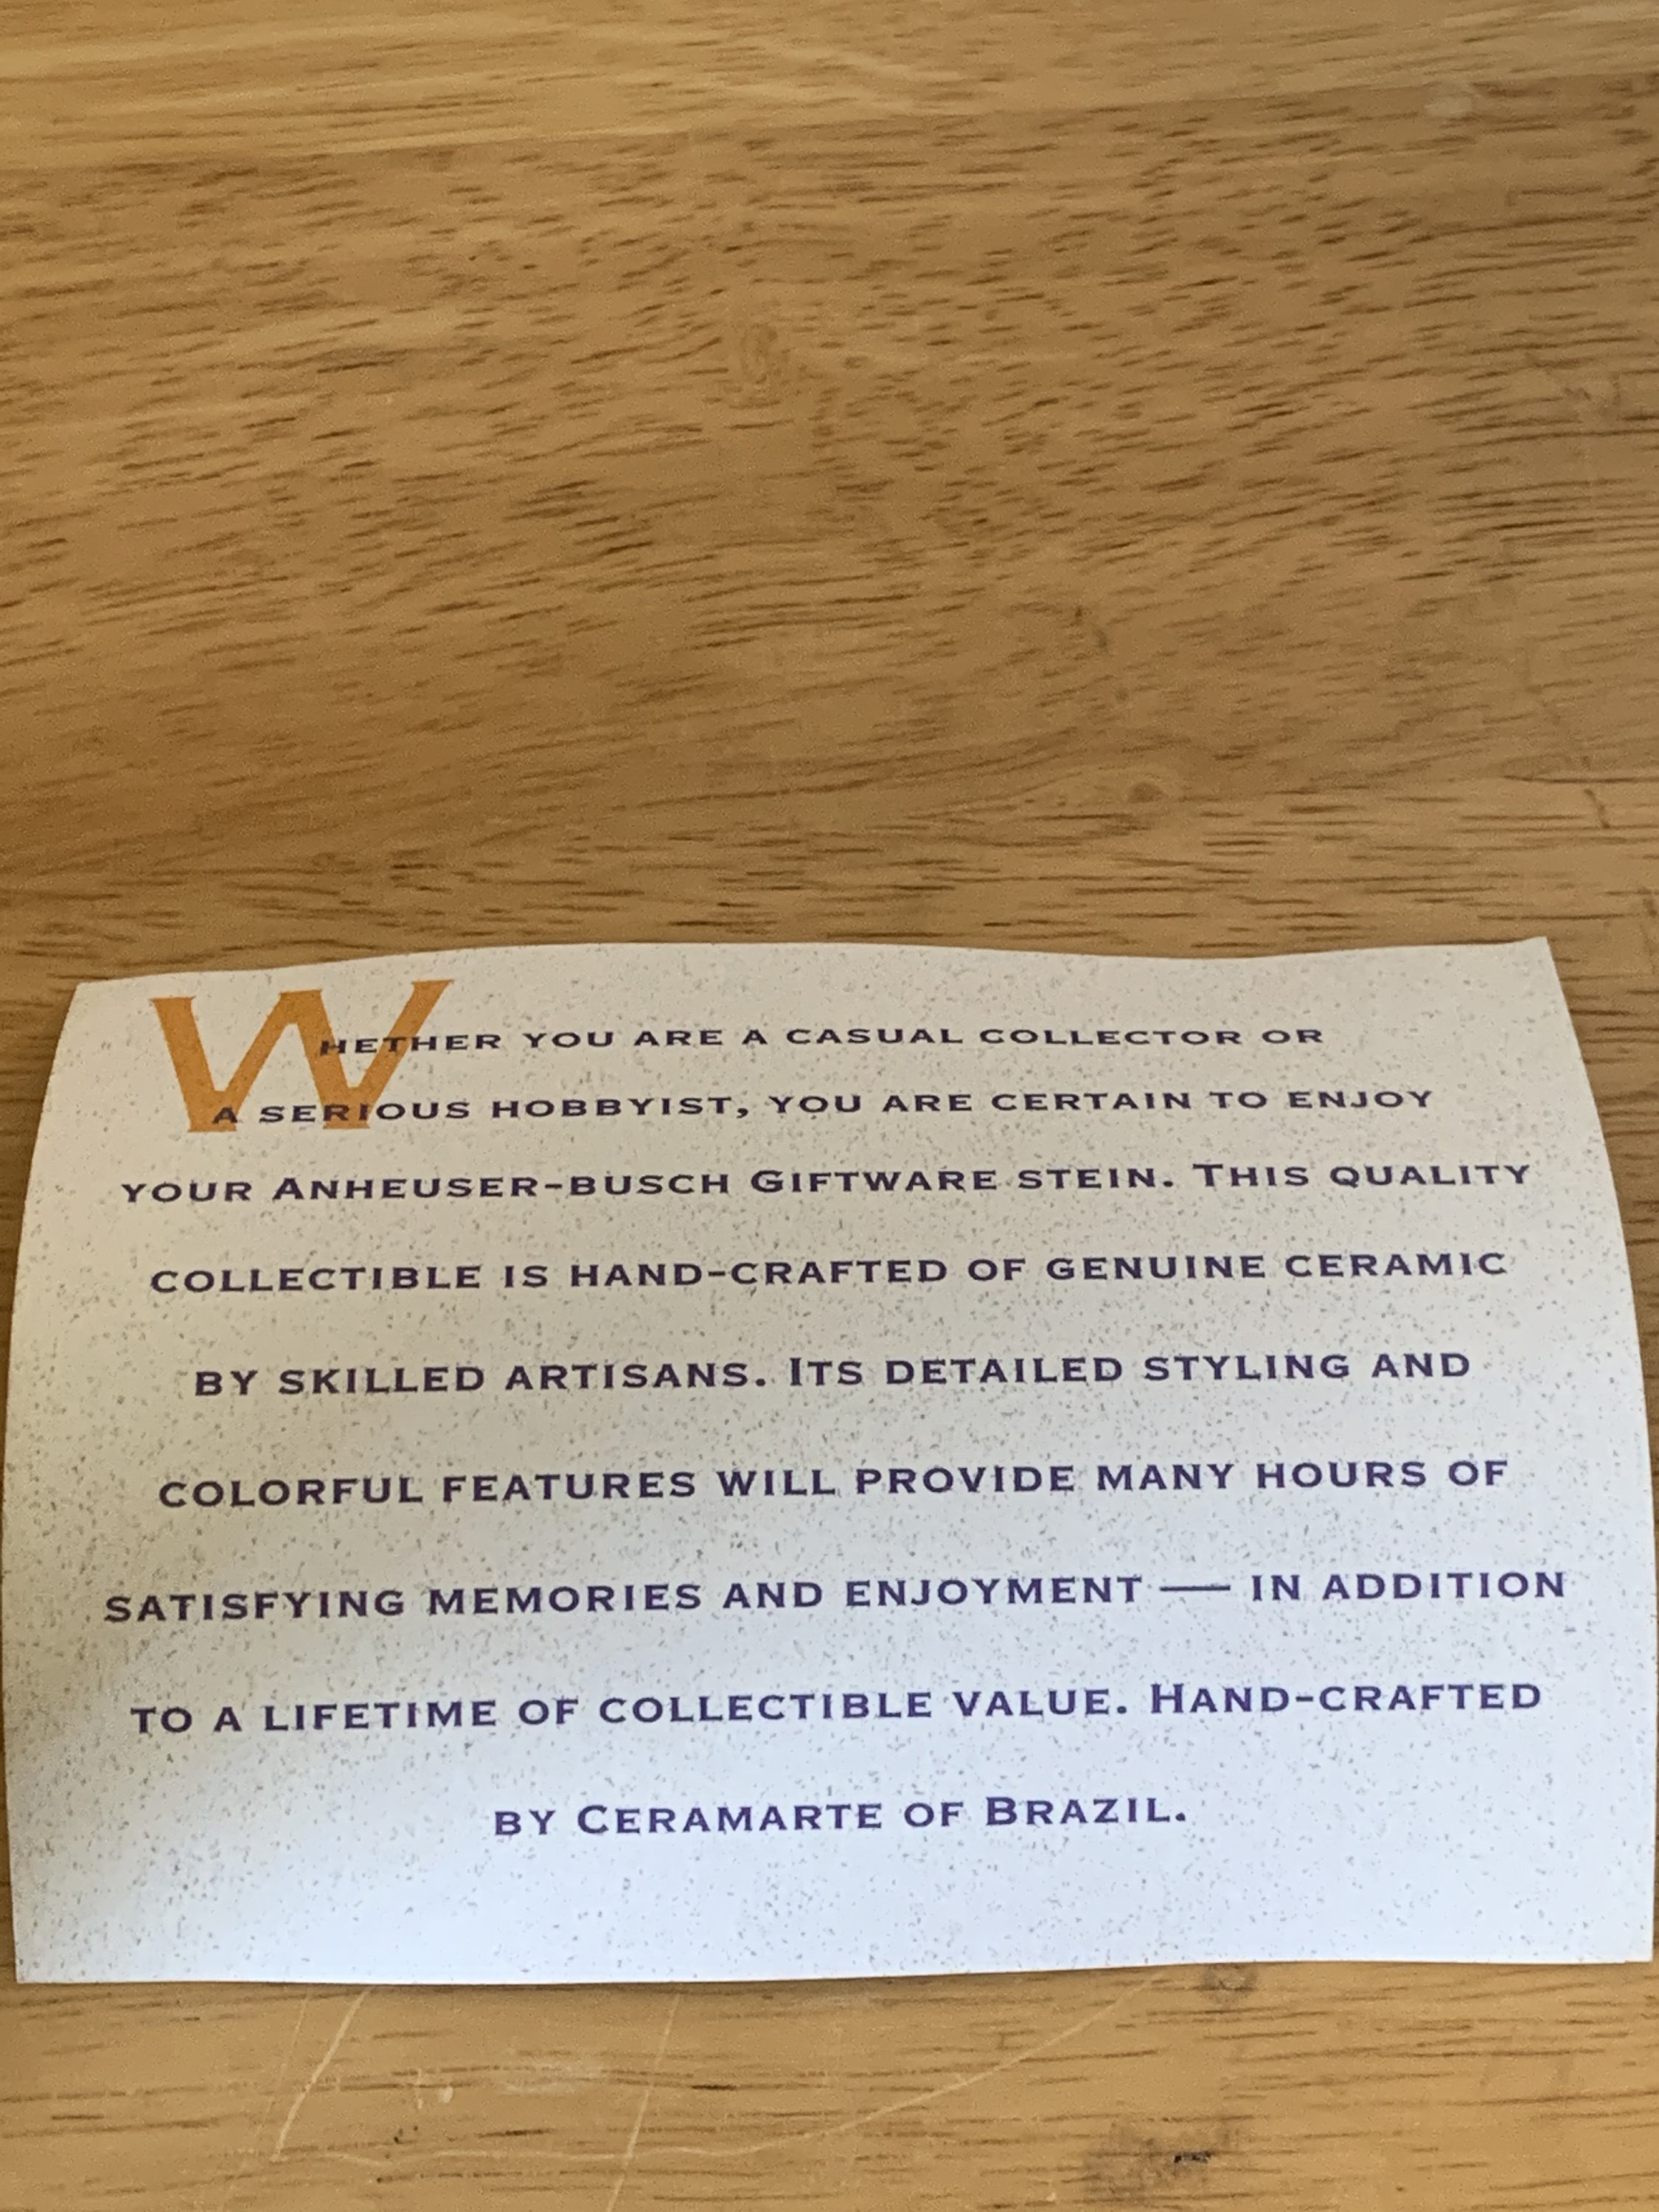 WHETHER YOU ARE A CASUAL COLLECTOR OR
A SERIOUS HOBBYIST, YOU ARE CERTAIN TO ENJOY
YOUR ANHEUSER-BUSCH GIFTWARE STEIN. THIS QUALITY
COLLECTIBLE IS HAND-CRAFTED OF GENUINE CERAMIC
BY SKILLED ARTISANS. ITS DETAILED STYLING AND
COLORFUL FEATURES WILL PROVIDE MANY HOURS OF
SATISFYING MEMORIES AND ENJOYMENT — IN ADDITION
TO A LIFETIME OF COLLECTIBLE VALUE. HAND-CRAFTED
BY CERAMARTE OF BRAZIL.